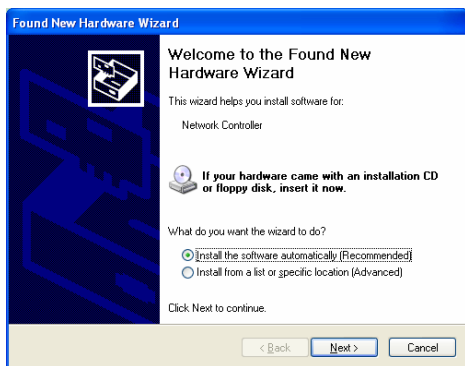 Found New Hardware Wizard
Welcome to the Found New
Hardware Wizard
This wizard helps you install software for:
Network Controller
If your hardware came with an installation CD
or floppy disk, insert it now.
What do you want the wizard to do?
Install the software automatically (Recommended)
Install from a list or specific location (Advanced)
Click Next to continue.
< Back Next > Cancel